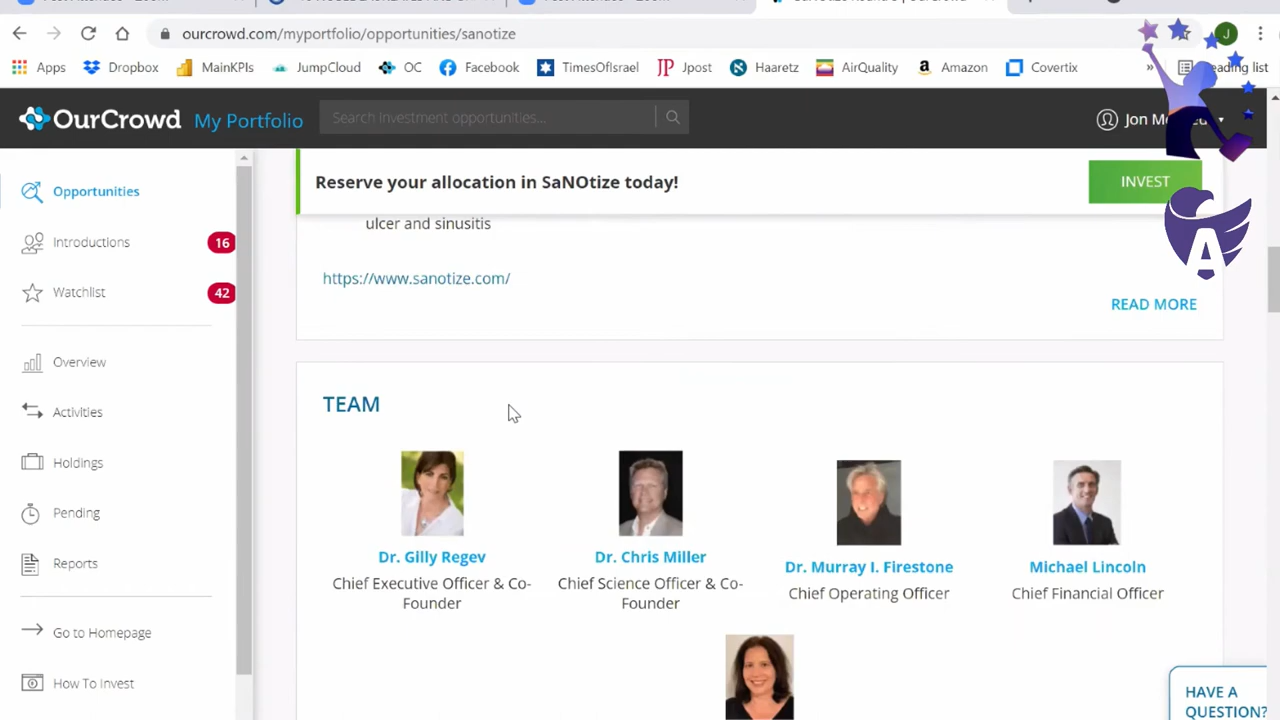 ourcrowd.com/myportfolio/opportunities/sanotize
J
Apps Dropbox MainKPIs JumpCloud OC Facebook TimesOfIsrael JP Jpost Haaretz AirQuality Amazon Covertix » Reading list
OurCrowd My Portfolio
Search investment opportunities...
Jon
Opportunities
Introductions 16
Watchlist 42
Overview
Activities
Holdings
Pending
Reports
Go to Homepage
How To Invest
Reserve your allocation in SaNOtize today!
INVEST
A
ulcer and sinusitis
https://www.sanotize.com/
READ MORE
TEAM
Dr. Gilly Regev
Chief Executive Officer & Co-
Founder
Dr. Chris Miller
Chief Science Officer & Co-
Founder
Dr. Murray I. Firestone
Chief Operating Officer
Michael Lincoln
Chief Financial Officer
HAVE A
QUESTION?